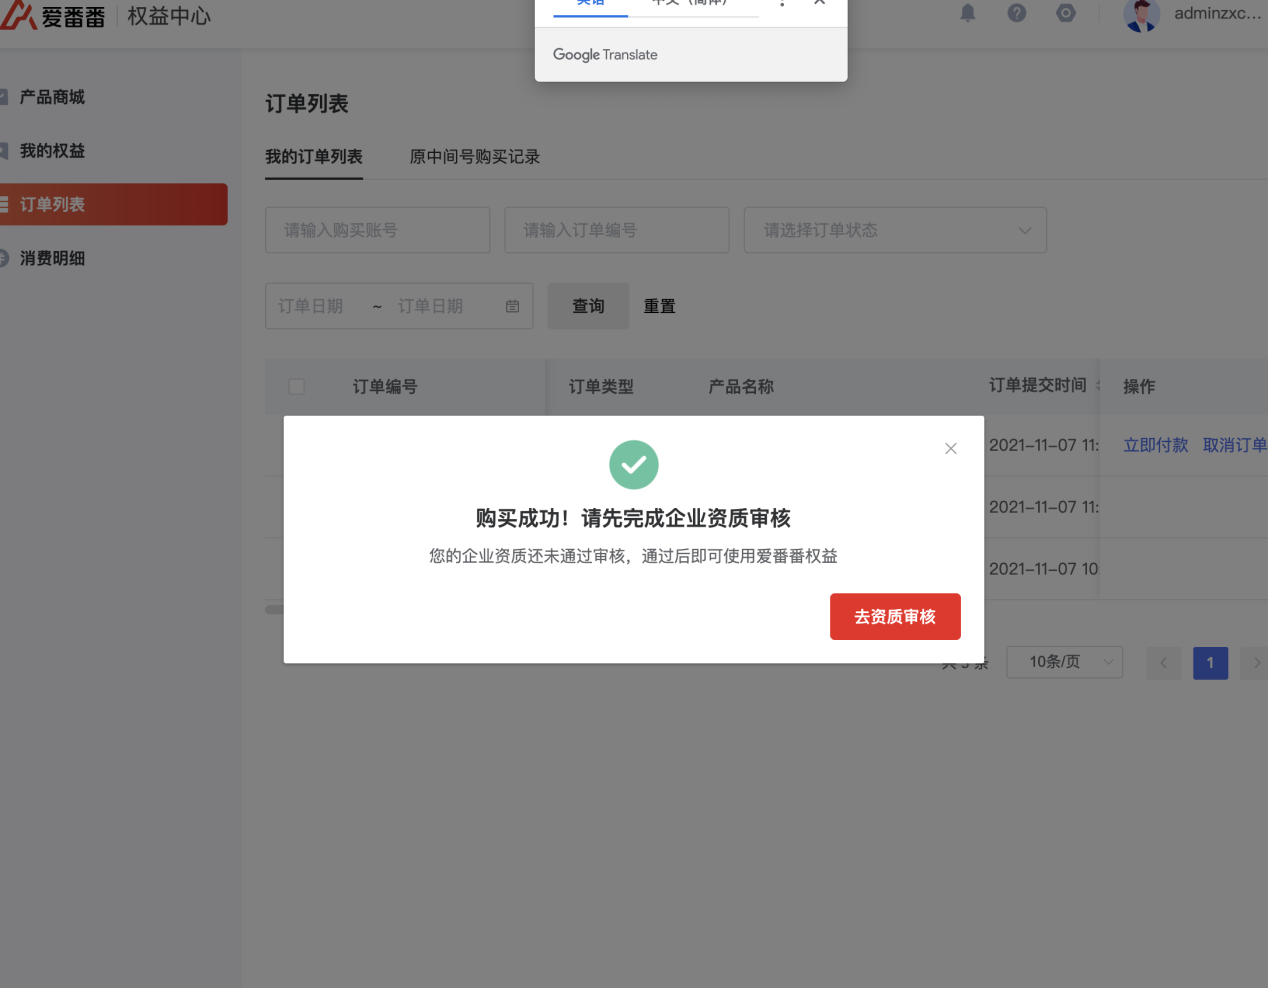 爱番番 权益中心
adminzxc...
Google Translate
产品商城
我的权益
订单列表
消费明细
订单列表
我的订单列表 原中间号购买记录
请输入购买账号 请输入订单编号 请选择订单状态
订单日期 ~ 订单日期 查询 重置
订单编号 订单类型 产品名称 订单提交时间 操作
2021-11-07 11: 立即付款 取消订单
2021-11-07 11:
2021-11-07 10
购买成功！请先完成企业资质审核
您的企业资质还未通过审核，通过后即可使用爱番番权益
去资质审核
10条/页 1